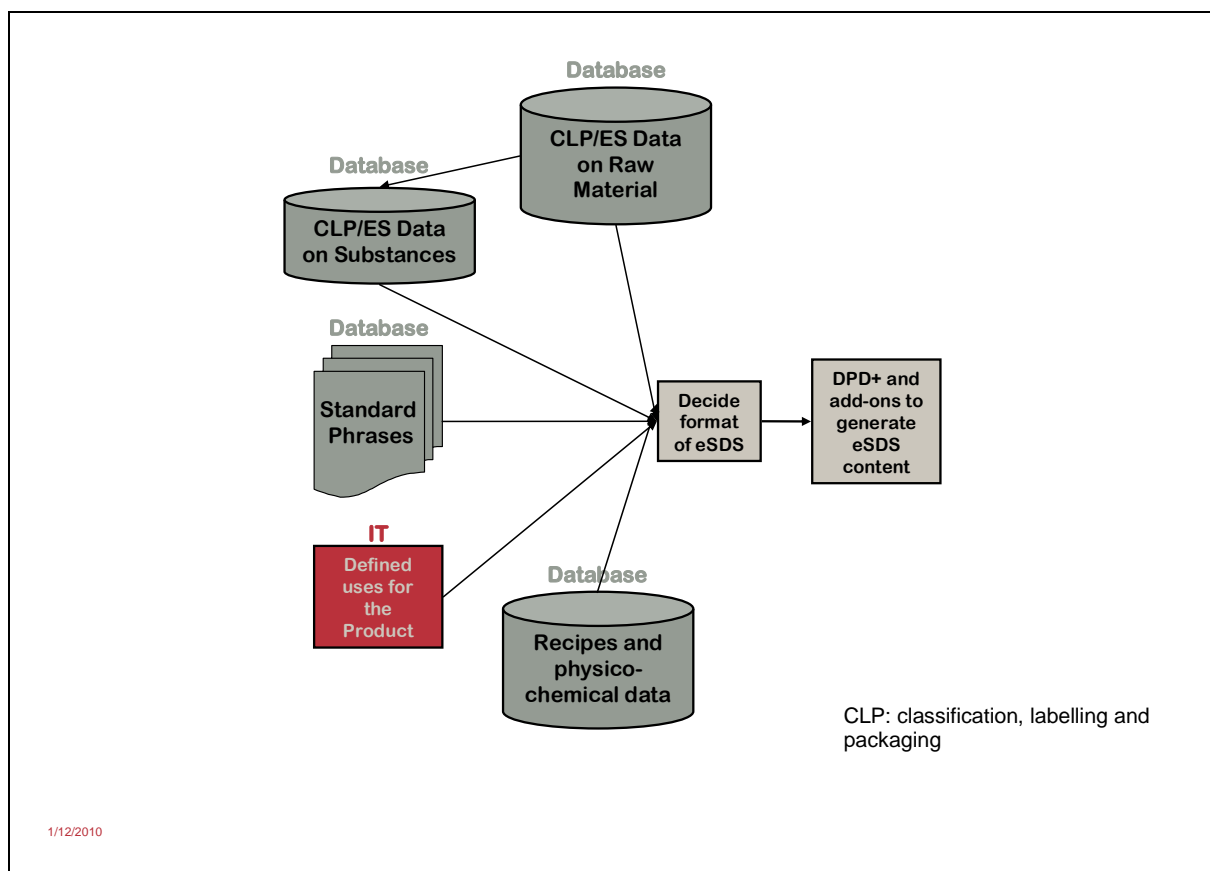 Database
CLP/ES Data
on Raw
Material
Database
CLP/ES Data
on Substances
Database
Standard
Phrases
Decide
format
of eSDS
DPD+ and
add-ons to
generate
eSDS
content
IT
Defined
uses for
the
Product
Database
Recipes and
physico-
chemical data
CLP: classification, labelling and
packaging
1/12/2010